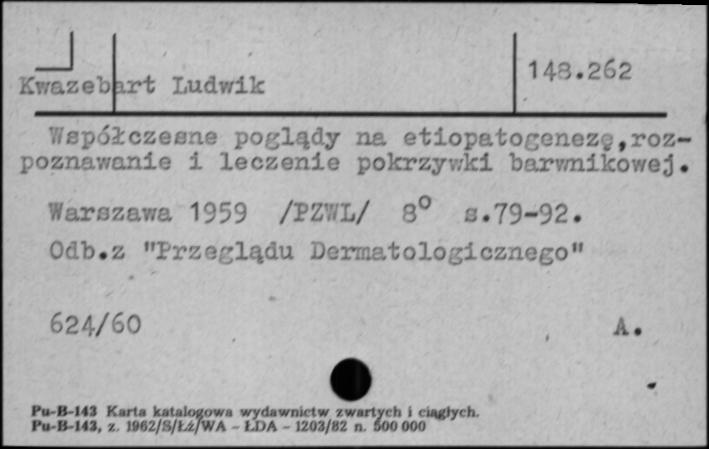 Kwazebart Ludwik
148.262
Współczesne poglądy na etiopatogenezę,roz-
poznawanie i leczenie pokrzywki barwnikowej.
Warszawa 1959 /PZWL/ 8⁰ s.79-92.
Odb.z "Przeglądu Dermatologicznego"
624/60 A.
Pu-B-143 Karta katalogowa wydawnictw zwartych i ciągłych.
Pu-B-143, z. 1962/S/Łż/WA - ŁDA - 1203/82 n. 500 000